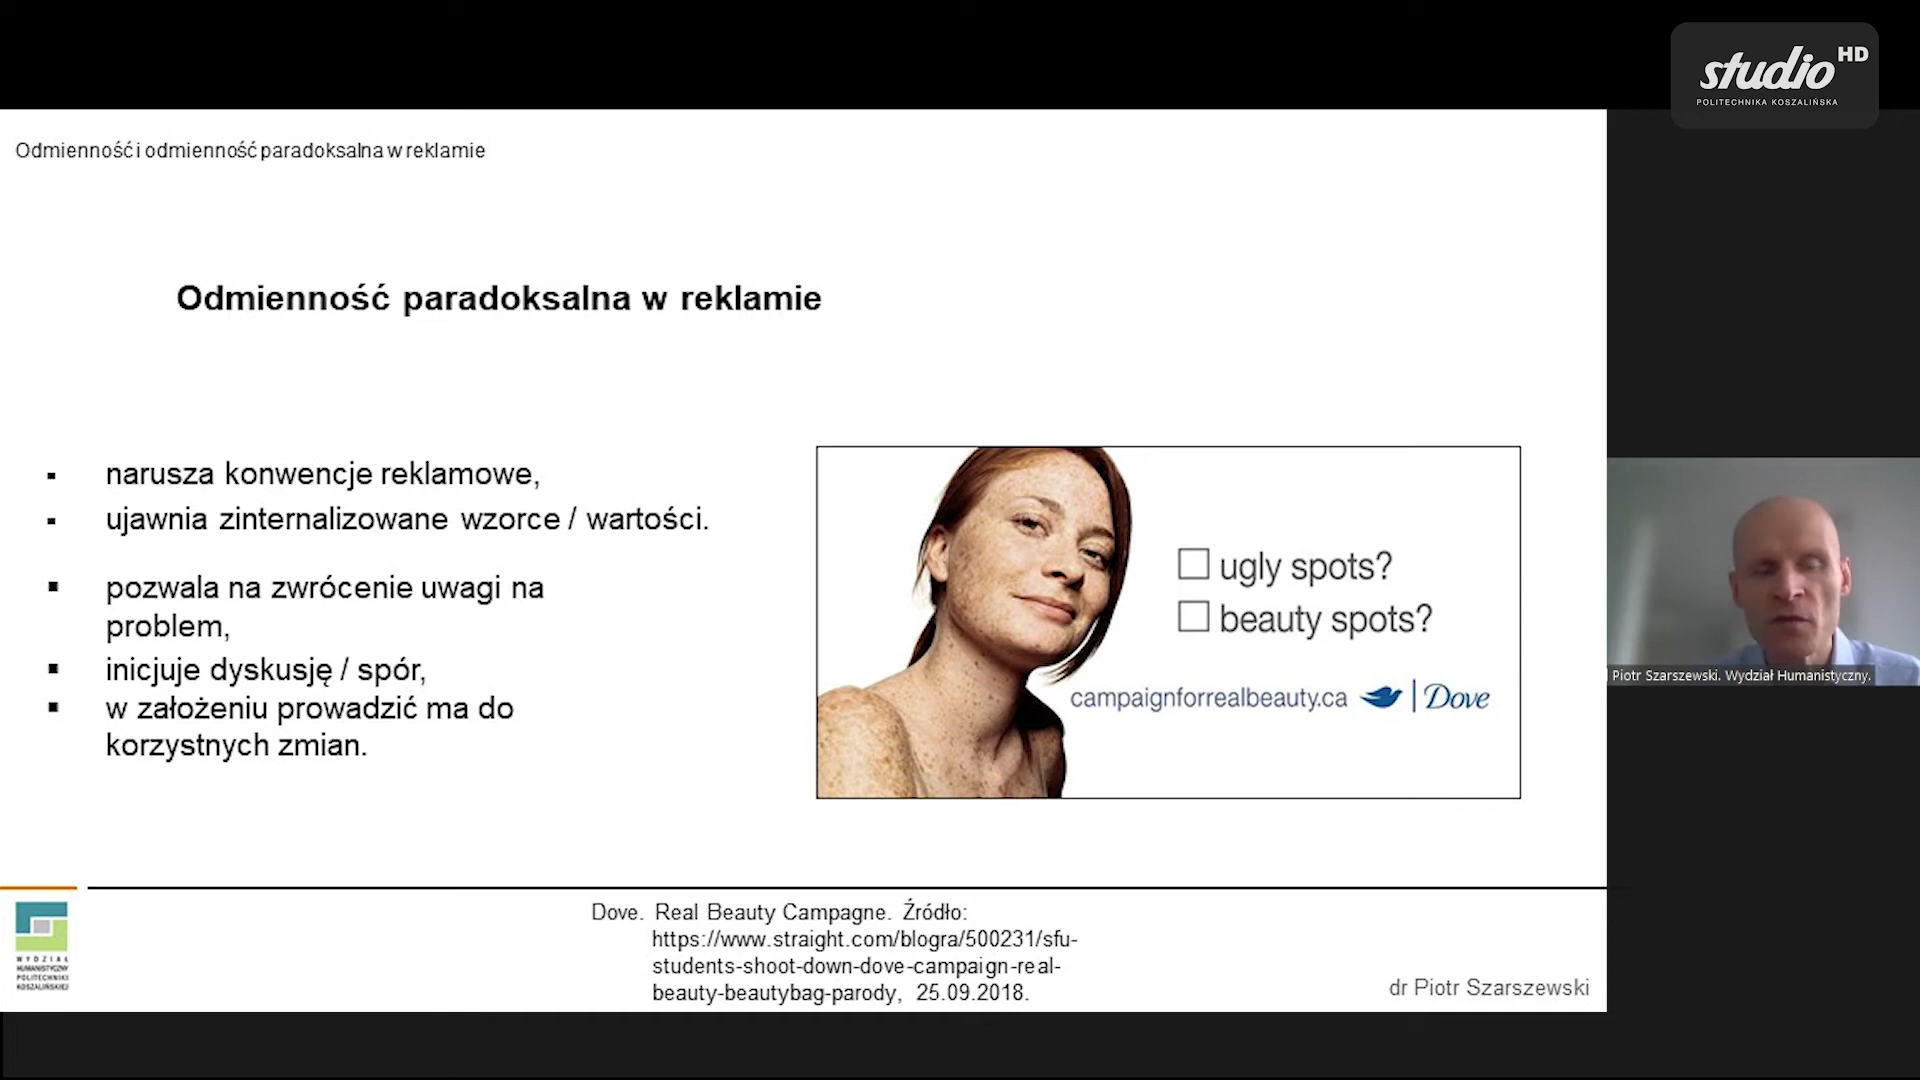 studio HD
POLITECHNIKA KOSZALIŃSKA
Odmienność i odmienność paradoksalna w reklamie
Odmienność paradoksalna w reklamie
▪ narusza konwencje reklamowe,
▪ ujawnia zinternalizowane wzorce / wartości.
▪ pozwala na zwrócenie uwagi na
problem,
▪ inicjuje dyskusję / spór,
▪ w założeniu prowadzić ma do
korzystnych zmian.
ugly spots?
beauty spots?
campaignforrealbeauty.ca | Dove
Piotr Szarszewski. Wydział Humanistyczny.
WYDZIAŁ
HUMANISTYCZNY
POLITECHNIKI
KOSZALIŃSKIEJ
Dove. Real Beauty Campagne. Źródło:
https://www.straight.com/blogra/500231/sfu-
students-shoot-down-dove-campaign-real-
beauty-beautybag-parody, 25.09.2018.
dr Piotr Szarszewski